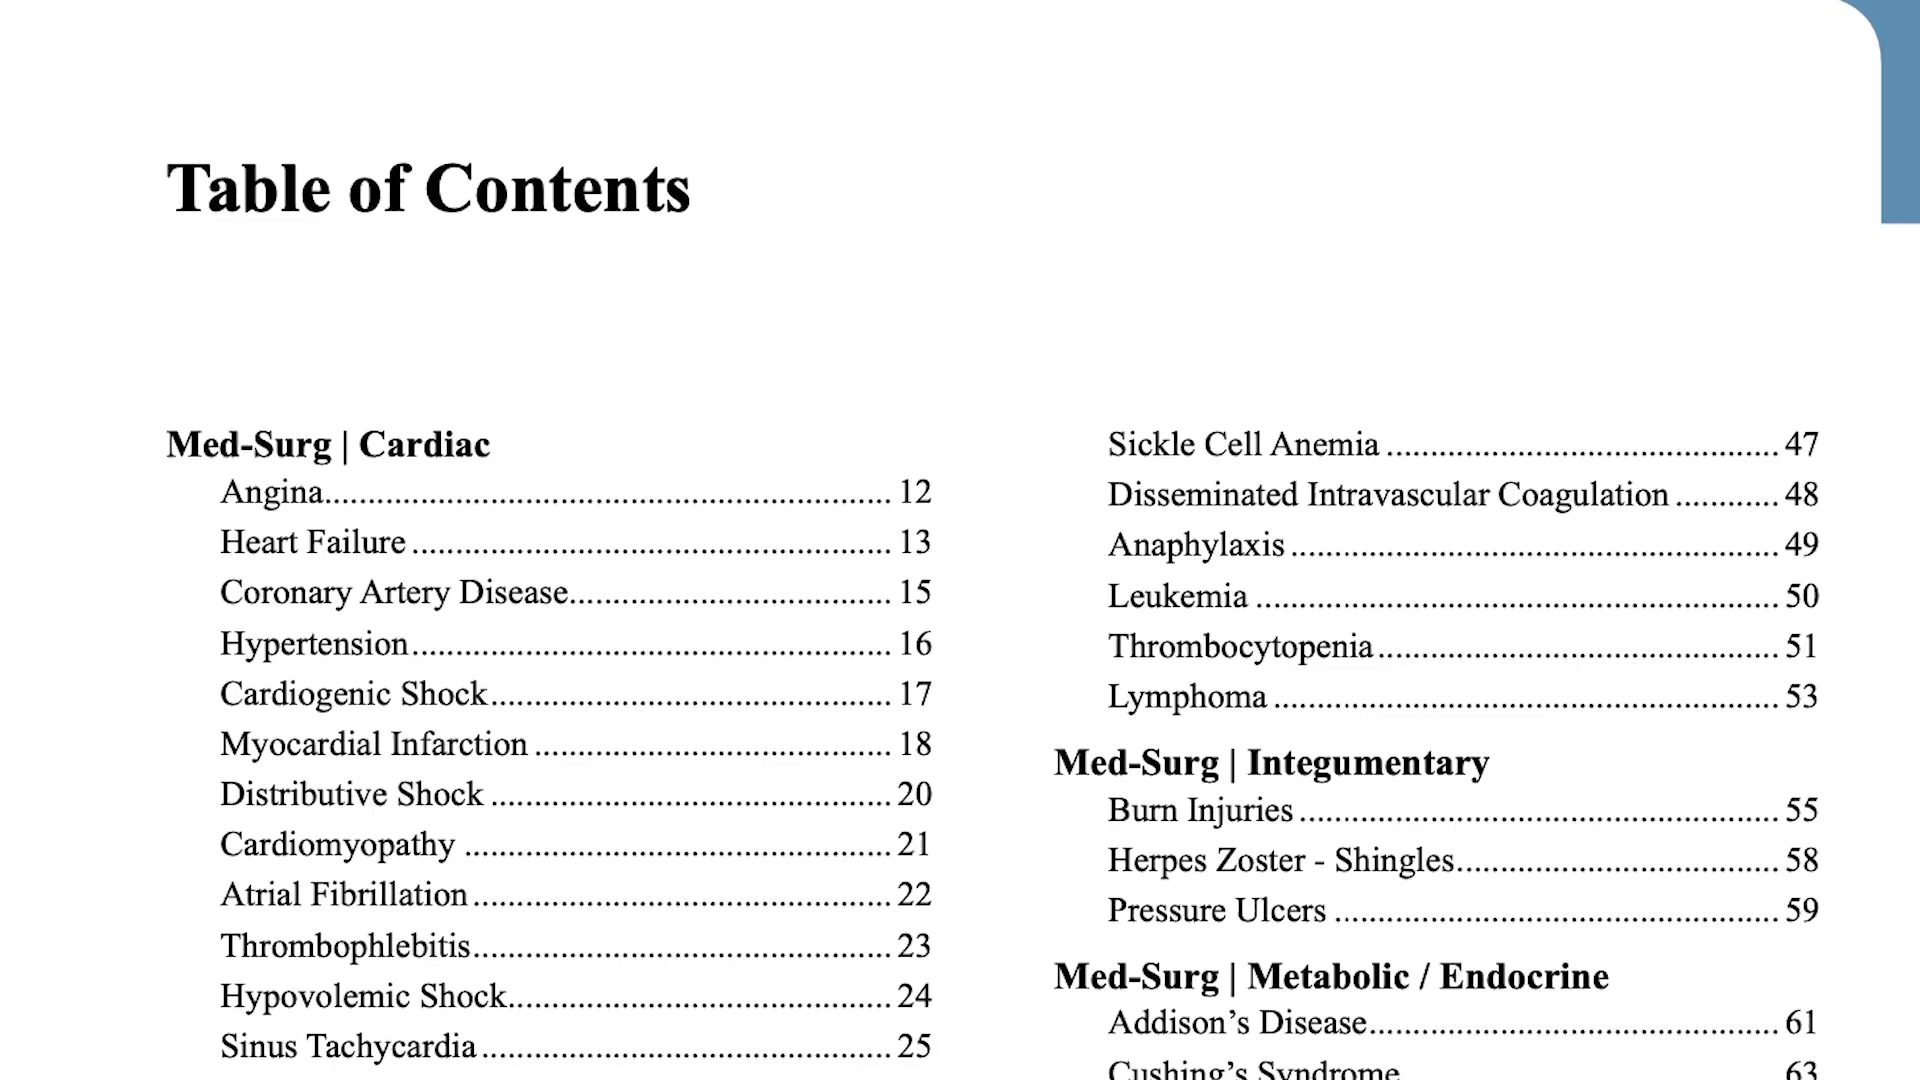 Table of Contents
Med-Surg | Cardiac
Angina................................................................. 12
Heart Failure ....................................................... 13
Coronary Artery Disease..................................... 15
Hypertension....................................................... 16
Cardiogenic Shock.............................................. 17
Myocardial Infarction ......................................... 18
Distributive Shock .............................................. 20
Cardiomyopathy ................................................. 21
Atrial Fibrillation................................................ 22
Thrombophlebitis................................................ 23
Hypovolemic Shock............................................ 24
Sinus Tachycardia............................................... 25
Sickle Cell Anemia ............................................. 47
Disseminated Intravascular Coagulation ............ 48
Anaphylaxis ........................................................ 49
Leukemia ............................................................ 50
Thrombocytopenia.............................................. 51
Lymphoma .......................................................... 53
Med-Surg | Integumentary
Burn Injuries ....................................................... 55
Herpes Zoster - Shingles..................................... 58
Pressure Ulcers ................................................... 59
Med-Surg | Metabolic / Endocrine
Addison’s Disease............................................... 61
Cushing’s Syndrome ........................................... 63